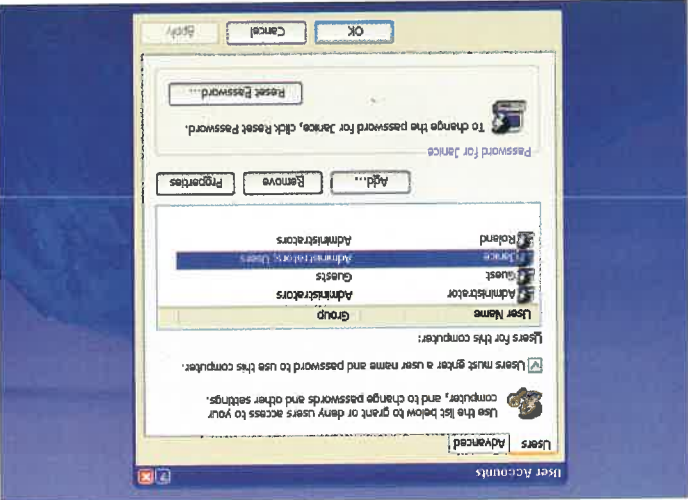 User Accounts
Users Advanced
Use the list below to grant or deny users access to your
computer, and to change passwords and other settings.
Users must enter a user name and password to use this computer.
Users for this computer:
User Name Group
Administrator Administrators
Guest Guests
Janice Administrators; Users
Roland Administrators
Add... Remove Properties
Password for Janice
To change the password for Janice, click Reset Password.
Reset Password...
OK Cancel Apply